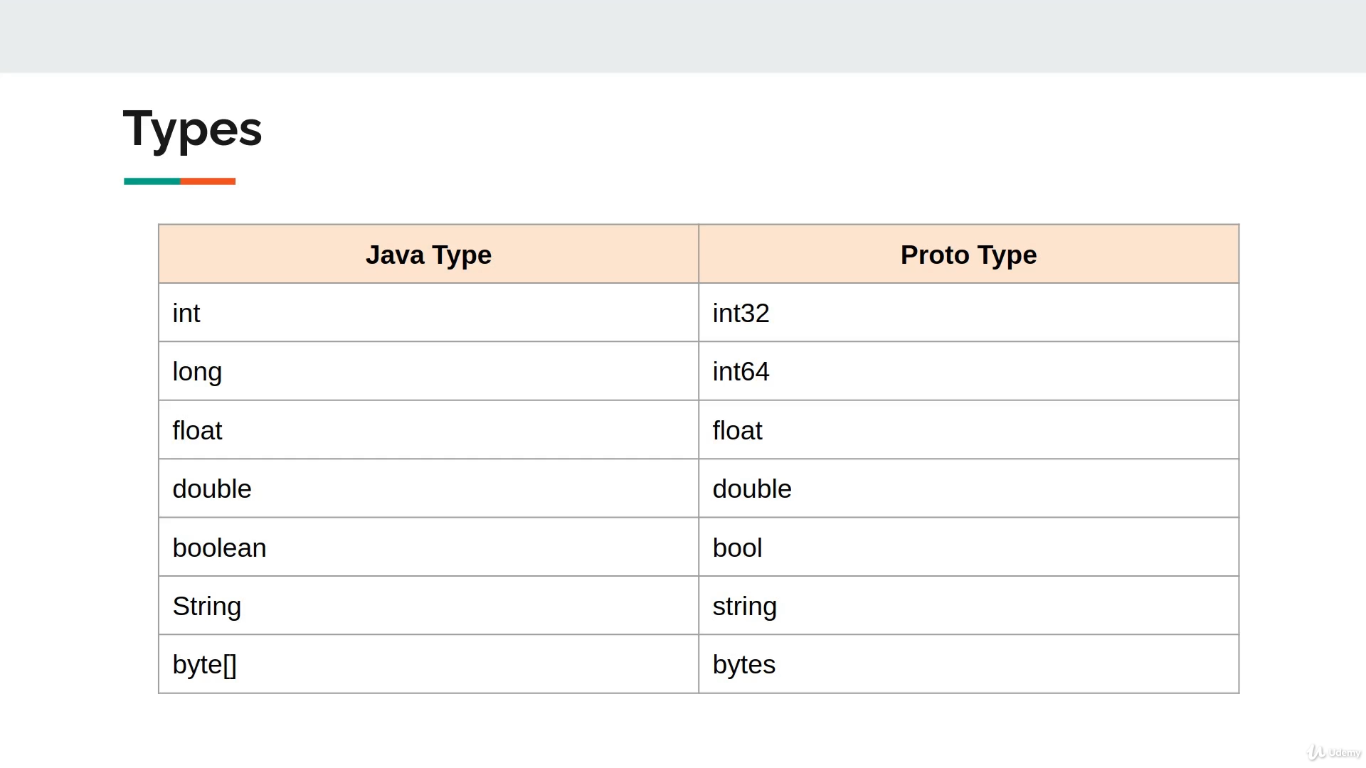 Types
Java Type Proto Type
int int32
long int64
float float
double double
boolean bool
String string
byte[] bytes
Udemy